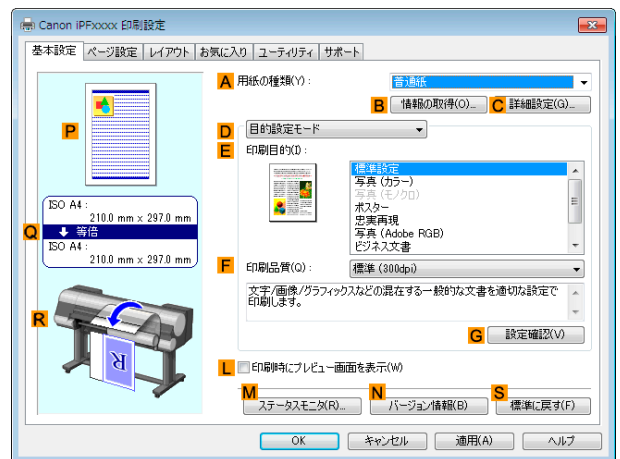 Canon iPFxxxx 印刷設定
基本設定 ページ設定 レイアウト お気に入り ユーティリティ サポート
A 用紙の種類(Y) : 普通紙
B 情報の取得(O)... C 詳細設定(G)...
P
D 目的設定モード
E 印刷目的(I) :
標準設定
写真 (カラー)
写真 (モノクロ)
ポスター
忠実再現
写真 (Adobe RGB)
ビジネス文書
ISO A4 :
210.0 mm x 297.0 mm
Q 等倍
ISO A4 :
210.0 mm x 297.0 mm
F 印刷品質(Q) : 標準 (300dpi)
文字/画像/グラフィックスなどの混在する一般的な文書を適切な設定で
印刷します。
R
R
G 設定確認(V)
L 印刷時にプレビュー画面を表示(W)
M N S
ステータスモニタ(R)... バージョン情報(B) 標準に戻す(F)
OK キャンセル 適用(A) ヘルプ